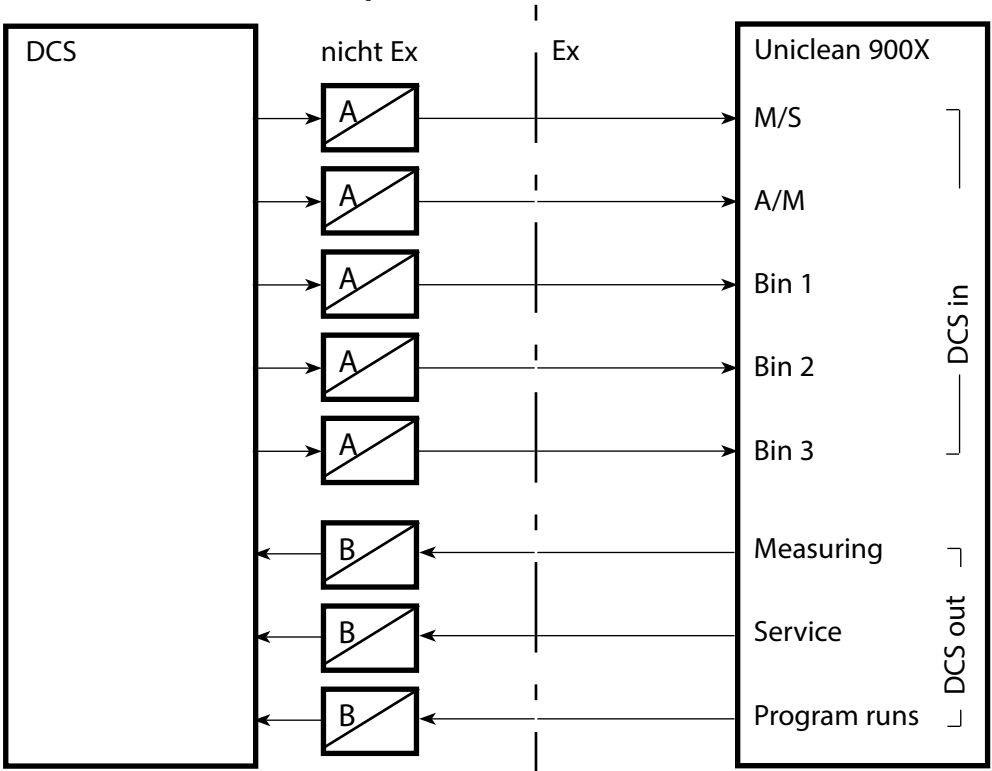 DCS
nicht Ex
Ex
Uniclean 900X
A
M/S
A
A/M
A
Bin 1
A
Bin 2
A
Bin 3
DCS in
B
Measuring
B
Service
B
Program runs
DCS out